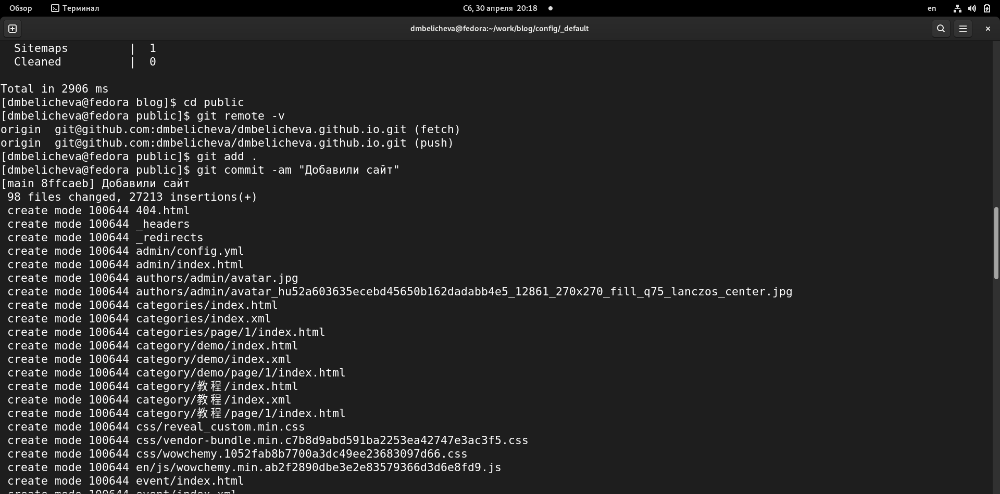 Обзор Терминал Сб, 30 апреля 20:18 en
dmbelicheva@fedora:~/work/blog/config/_default
Sitemaps | 1
Cleaned | 0
Total in 2906 ms
[dmbelicheva@fedora blog]$ cd public
[dmbelicheva@fedora public]$ git remote -v
origin git@github.com:dmbelicheva/dmbelicheva.github.io.git (fetch)
origin git@github.com:dmbelicheva/dmbelicheva.github.io.git (push)
[dmbelicheva@fedora public]$ git add .
[dmbelicheva@fedora public]$ git commit -am "Добавили сайт"
[main 8ffcaeb] Добавили сайт
98 files changed, 27213 insertions(+)
create mode 100644 404.html
create mode 100644 _headers
create mode 100644 _redirects
create mode 100644 admin/config.yml
create mode 100644 admin/index.html
create mode 100644 authors/admin/avatar.jpg
create mode 100644 authors/admin/avatar_hu52a603635ecebd45650b162dadabb4e5_12861_270x270_fill_q75_lanczos_center.jpg
create mode 100644 categories/index.html
create mode 100644 categories/index.xml
create mode 100644 categories/page/1/index.html
create mode 100644 category/demo/index.html
create mode 100644 category/demo/index.xml
create mode 100644 category/demo/page/1/index.html
create mode 100644 category/教程/index.html
create mode 100644 category/教程/index.xml
create mode 100644 category/教程/page/1/index.html
create mode 100644 css/reveal_custom.min.css
create mode 100644 css/vendor-bundle.min.c7b8d9abd591ba2253ea42747e3ac3f5.css
create mode 100644 css/wowchemy.1052fab8b7700a3dc49ee23683097d66.css
create mode 100644 en/js/wowchemy.min.ab2f2890dbe3e2e83579366d3d6e8fd9.js
create mode 100644 event/index.html
create mode 100644 event/index.xml